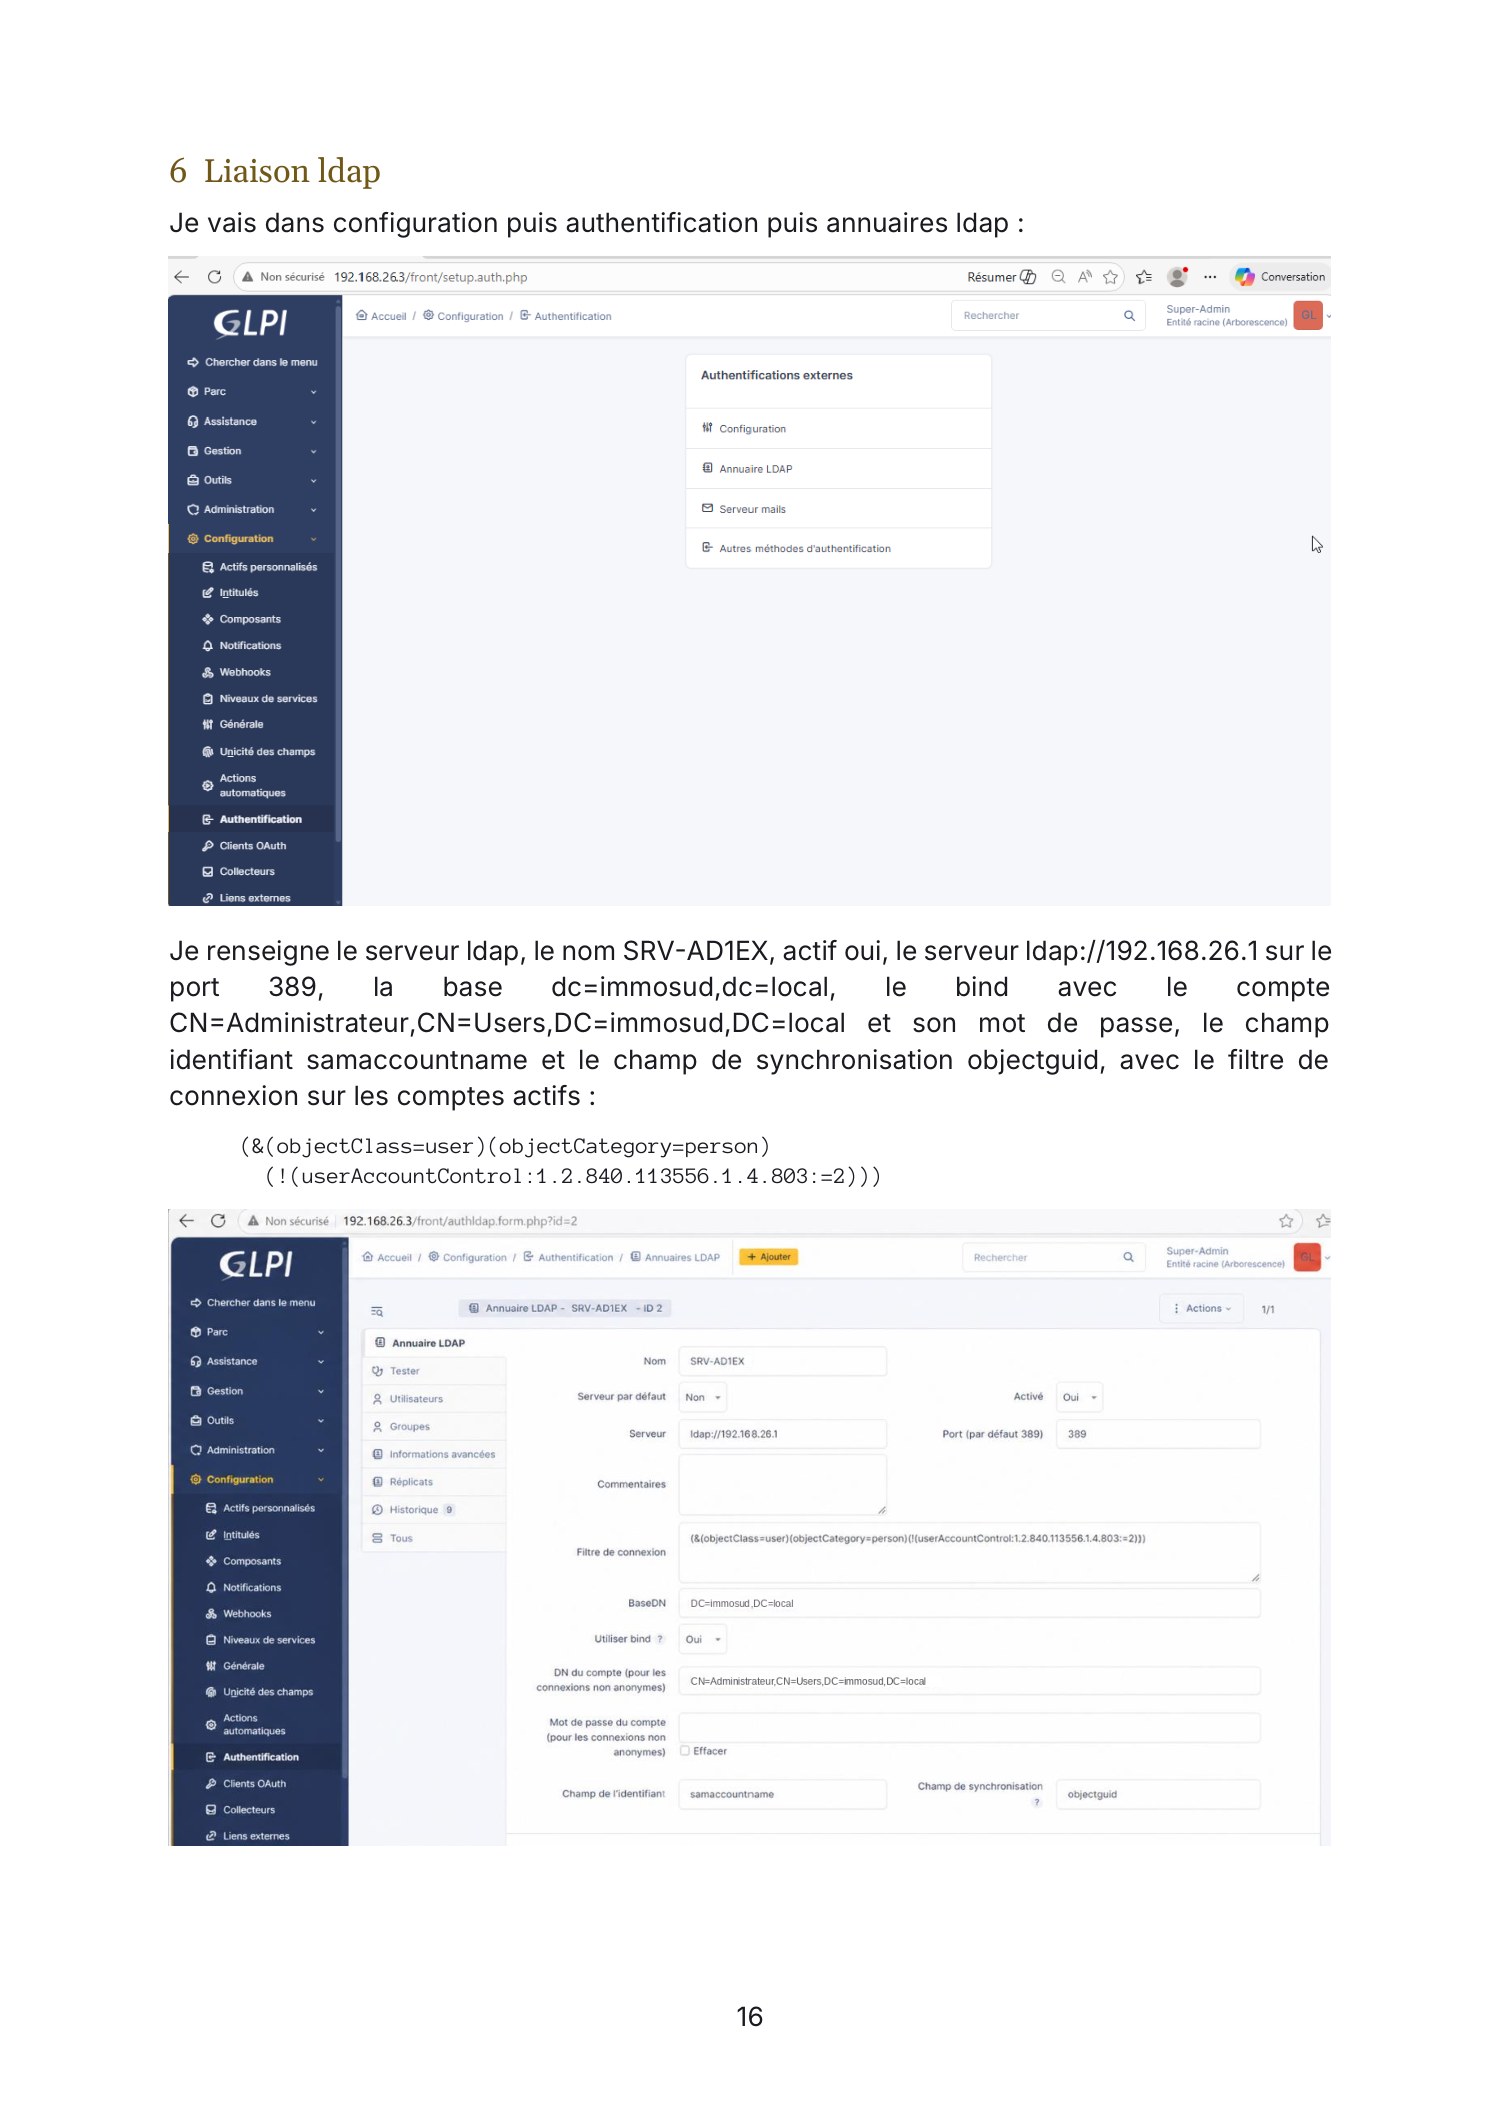 6 Liaison ldap
Je vais dans configuration puis authentification puis annuaires ldap :
Non sécurisé 192.168.26.3/front/setup.auth.php Résumer Conversation
GLPI
Accueil / Configuration / Authentification
Rechercher
Super-Admin
Entité racine (Arborescence)
GL
Chercher dans le menu
Parc
Assistance
Gestion
Outils
Administration
Configuration
Actifs personnalisés
Intitulés
Composants
Notifications
Webhooks
Niveaux de services
Générale
Unicité des champs
Actions
automatiques
Authentification
Clients OAuth
Collecteurs
Liens externes
Authentifications externes
Configuration
Annuaire LDAP
Serveur mails
Autres méthodes d'authentification
Je renseigne le serveur ldap, le nom SRV-AD1EX, actif oui, le serveur ldap://192.168.26.1 sur le
port 389, la base dc=immosud,dc=local, le bind avec le compte
CN=Administrateur,CN=Users,DC=immosud,DC=local et son mot de passe, le champ
identifiant samaccountname et le champ de synchronisation objectguid, avec le filtre de
connexion sur les comptes actifs :
(&(objectClass=user)(objectCategory=person)
(!(userAccountControl:1.2.840.113556.1.4.803:=2)))
Non sécurisé 192.168.26.3/front/authldap.form.php?id=2
GLPI
Accueil / Configuration / Authentification / Annuaires LDAP + Ajouter
Rechercher
Super-Admin
Entité racine (Arborescence)
GL
Chercher dans le menu
Parc
Assistance
Gestion
Outils
Administration
Configuration
Actifs personnalisés
Intitulés
Composants
Notifications
Webhooks
Niveaux de services
Générale
Unicité des champs
Actions
automatiques
Authentification
Clients OAuth
Collecteurs
Liens externes
Annuaire LDAP - SRV-AD1EX - ID 2
Actions 1/1
Annuaire LDAP
Tester
Utilisateurs
Groupes
Informations avancées
Réplicats
Historique 9
Tous
Nom SRV-AD1EX
Serveur par défaut Non Activé Oui
Serveur ldap://192.168.26.1 Port (par défaut 389) 389
Commentaires
Filtre de connexion (&(objectClass=user)(objectCategory=person)(!(userAccountControl:1.2.840.113556.1.4.803:=2)))
BaseDN DC=immosud,DC=local
Utiliser bind ? Oui
DN du compte (pour les
connexions non anonymes) CN=Administrateur,CN=Users,DC=immosud,DC=local
Mot de passe du compte
(pour les connexions non
anonymes) Effacer
Champ de l'identifiant samaccountname Champ de synchronisation ? objectguid
16